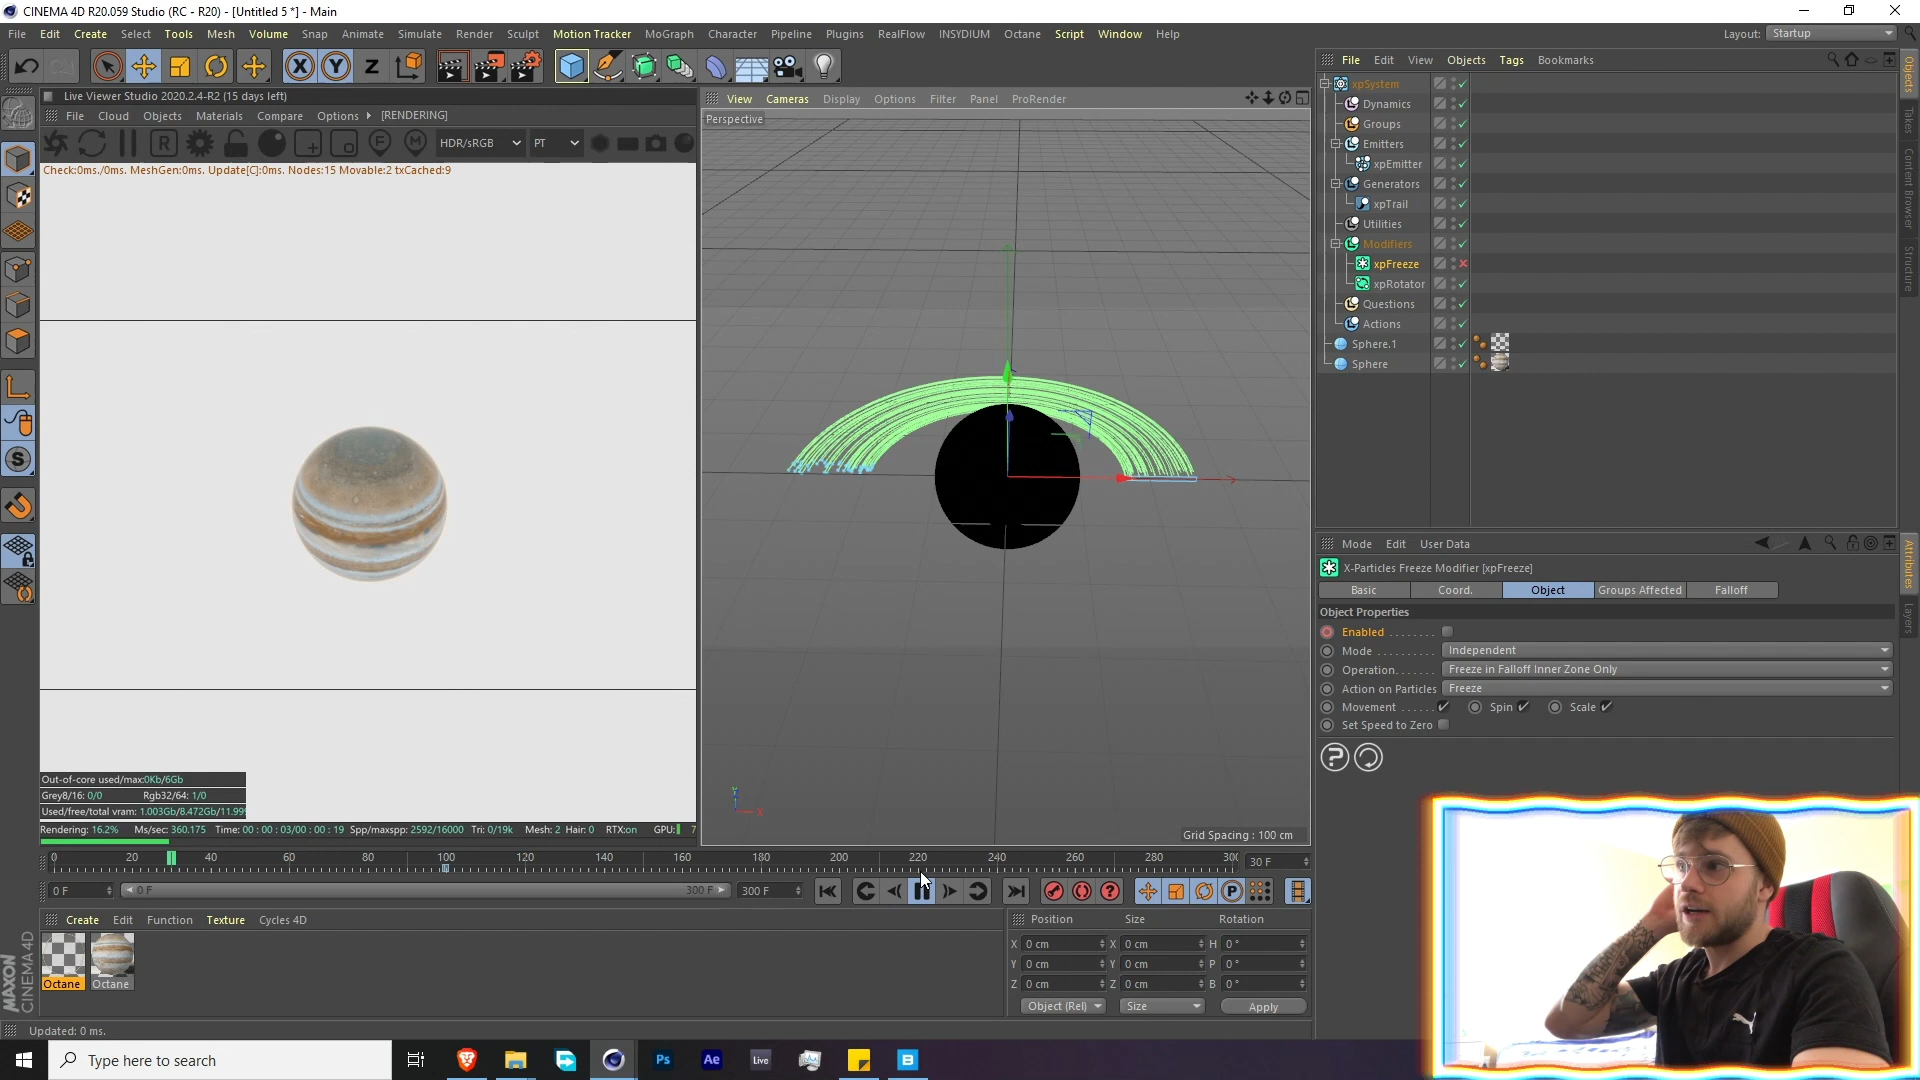 CINEMA 4D R20.059 Studio (RC - R20) - [Untitled 5 *] - Main
File Edit Create Select Tools Mesh Volume Snap Animate Simulate Render Sculpt Motion Tracker MoGraph Character Pipeline Plugins RealFlow INSYDIUM Octane Script Window Help
Layout: Startup
X Y Z
Live Viewer Studio 2020.2.4-R2 (15 days left)
File Cloud Objects Materials Compare Options [RENDERING]
R F M HDR/sRGB PT
Check:0ms./0ms. MeshGen:0ms. Update[C]:0ms. Nodes:15 Movable:2 txCached:9
Out-of-core used/max:0Kb/6Gb
Grey8/16: 0/0 Rgb32/64: 1/0
Used/free/total vram: 1.003Gb/8.472Gb/11.99
Rendering: 16.2% Ms/sec: 360.175 Time: 00 : 00 : 03/00 : 00 : 19 Spp/maxspp: 2592/16000 Tri: 0/19k Mesh: 2 Hair: 0 RTX:on GPU: 7
View Cameras Display Options Filter Panel ProRender
Perspective
Y
X
Grid Spacing : 100 cm
File Edit View Objects Tags Bookmarks
xpSystem
Dynamics
Groups
Emitters
xpEmitter
Generators
xpTrail
Utilities
Modifiers
xpFreeze
xpRotator
Questions
Actions
Sphere.1
Sphere
Objects
Takes
Content Browser
Structure
Mode Edit User Data
X-Particles Freeze Modifier [xpFreeze]
Basic Coord. Object Groups Affected Falloff
Object Properties
Enabled
Mode Independent
Operation Freeze in Falloff Inner Zone Only
Action on Particles Freeze
Movement Spin Scale
Set Speed to Zero
Attributes
Layers
0 20 40 60 80 100 120 140 160 180 200 220 240 260 280 30 30 F
0 F 0 F 300 F 300 F
Create Edit Function Texture Cycles 4D
Octane Octane
Position Size Rotation
X 0 cm X 0 cm H 0 °
Y 0 cm Y 0 cm P 0 °
Z 0 cm Z 0 cm B 0 °
Object (Rel) Size Apply
MAXON
CINEMA 4D
Updated: 0 ms.
Type here to search
Ps Ae Live B